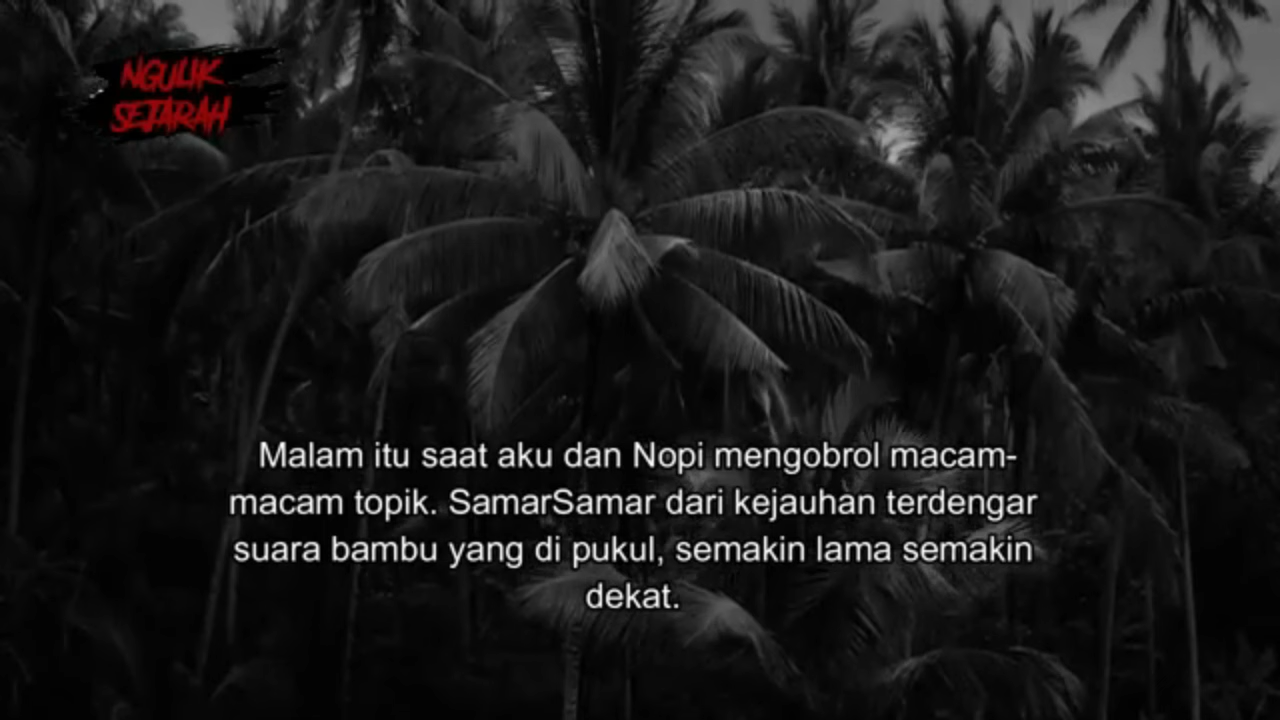 NGULIK
SEJARAH
Malam itu saat aku dan Nopi mengobrol macam-
macam topik. SamarSamar dari kejauhan terdengar
suara bambu yang di pukul, semakin lama semakin
dekat.